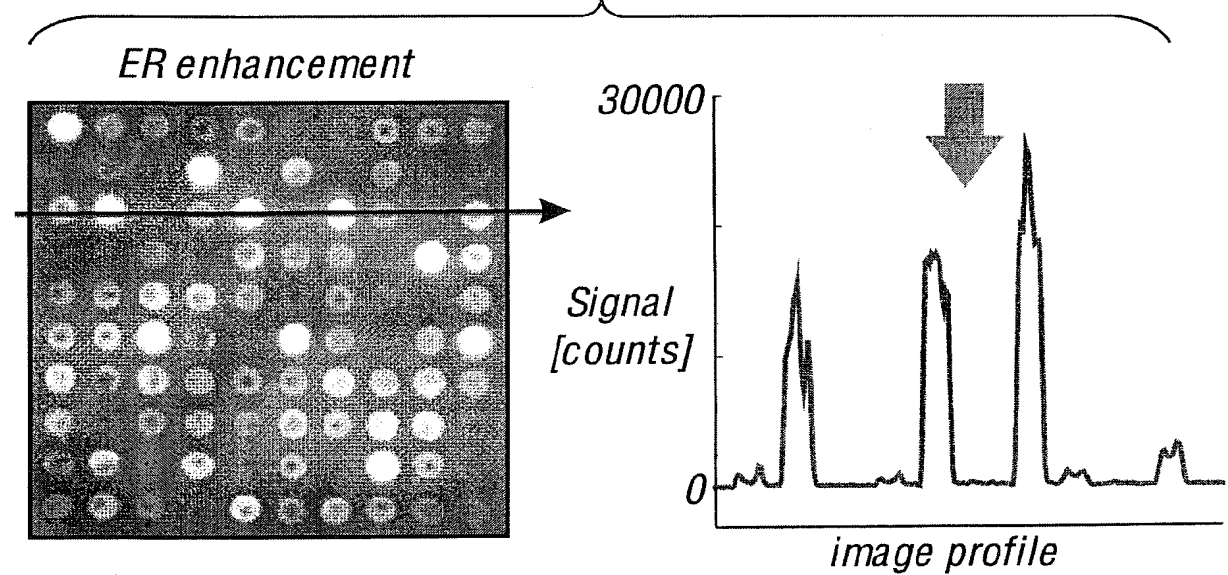 ER enhancement
30000
Signal
[counts]
0
image profile